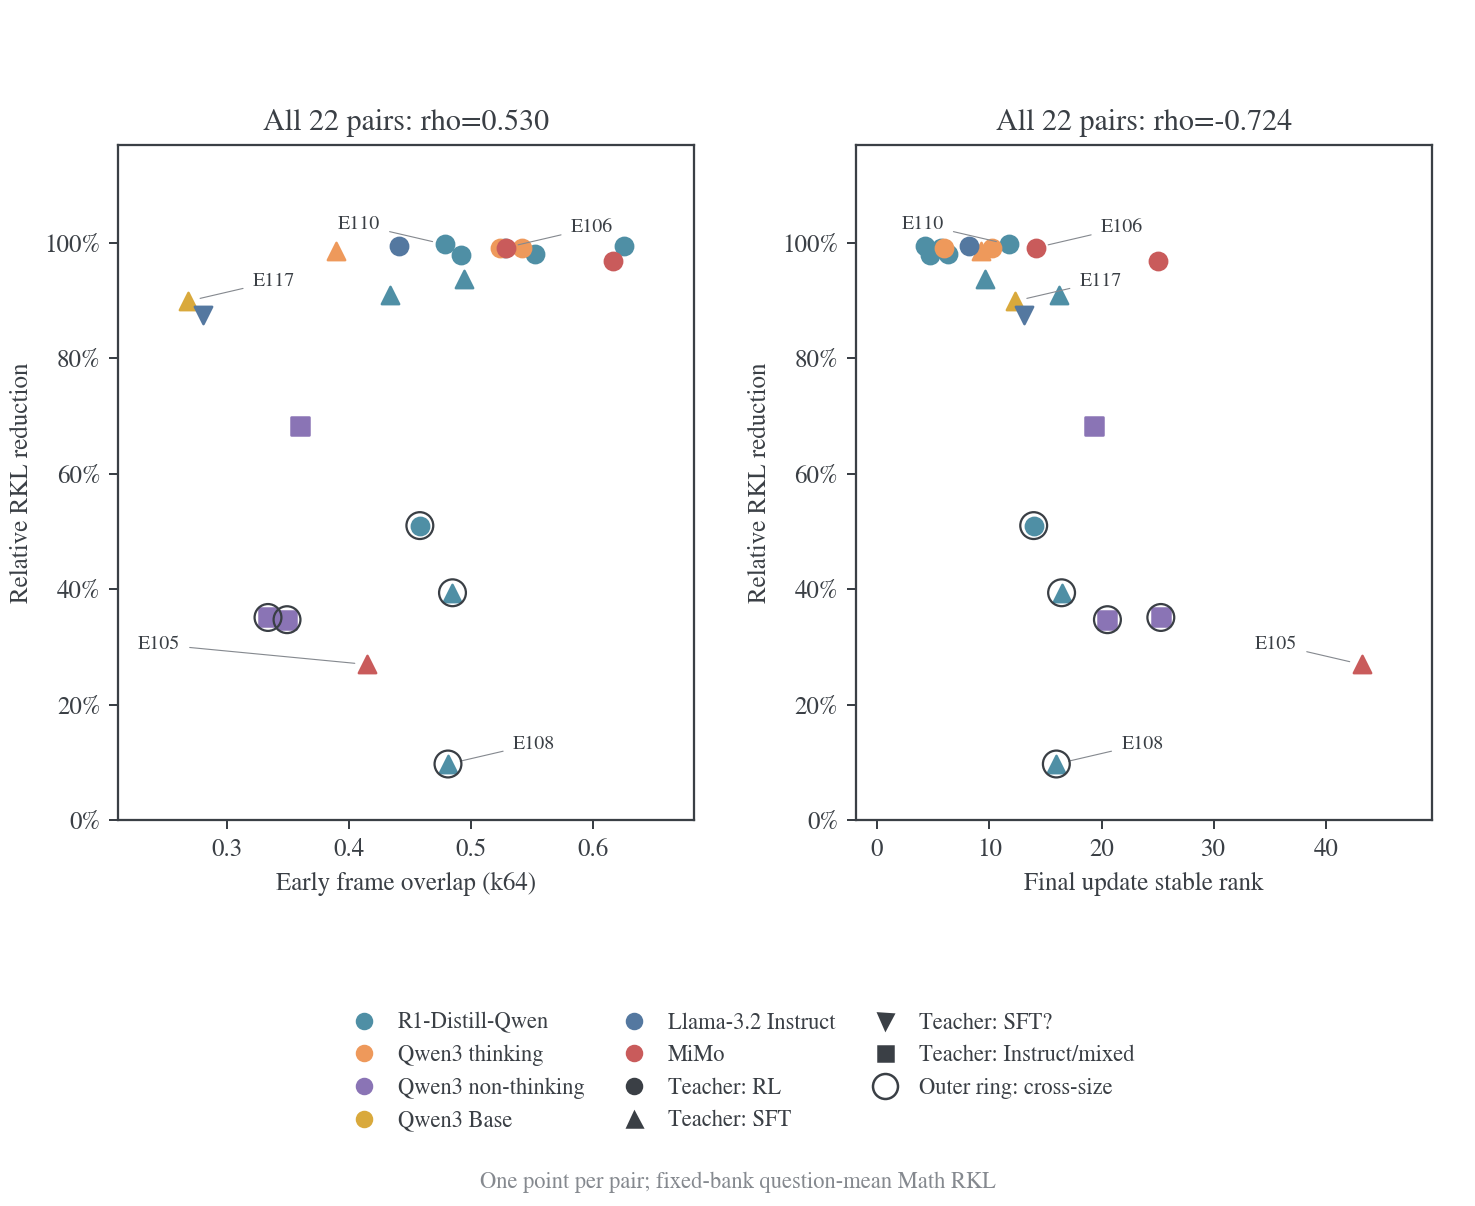 All 22 pairs: rho=0.530
Relative RKL reduction
100%
80%
60%
40%
20%
0%
E110
E106
E117
E105
E108
0.3
0.4
0.5
0.6
Early frame overlap (k64)
All 22 pairs: rho=-0.724
Relative RKL reduction
100%
80%
60%
40%
20%
0%
E110
E106
E117
E105
E108
0
10
20
30
40
Final update stable rank
R1-Distill-Qwen
Qwen3 thinking
Qwen3 non-thinking
Qwen3 Base
Llama-3.2 Instruct
MiMo
Teacher: RL
Teacher: SFT
Teacher: SFT?
Teacher: Instruct/mixed
Outer ring: cross-size
One point per pair; fixed-bank question-mean Math RKL